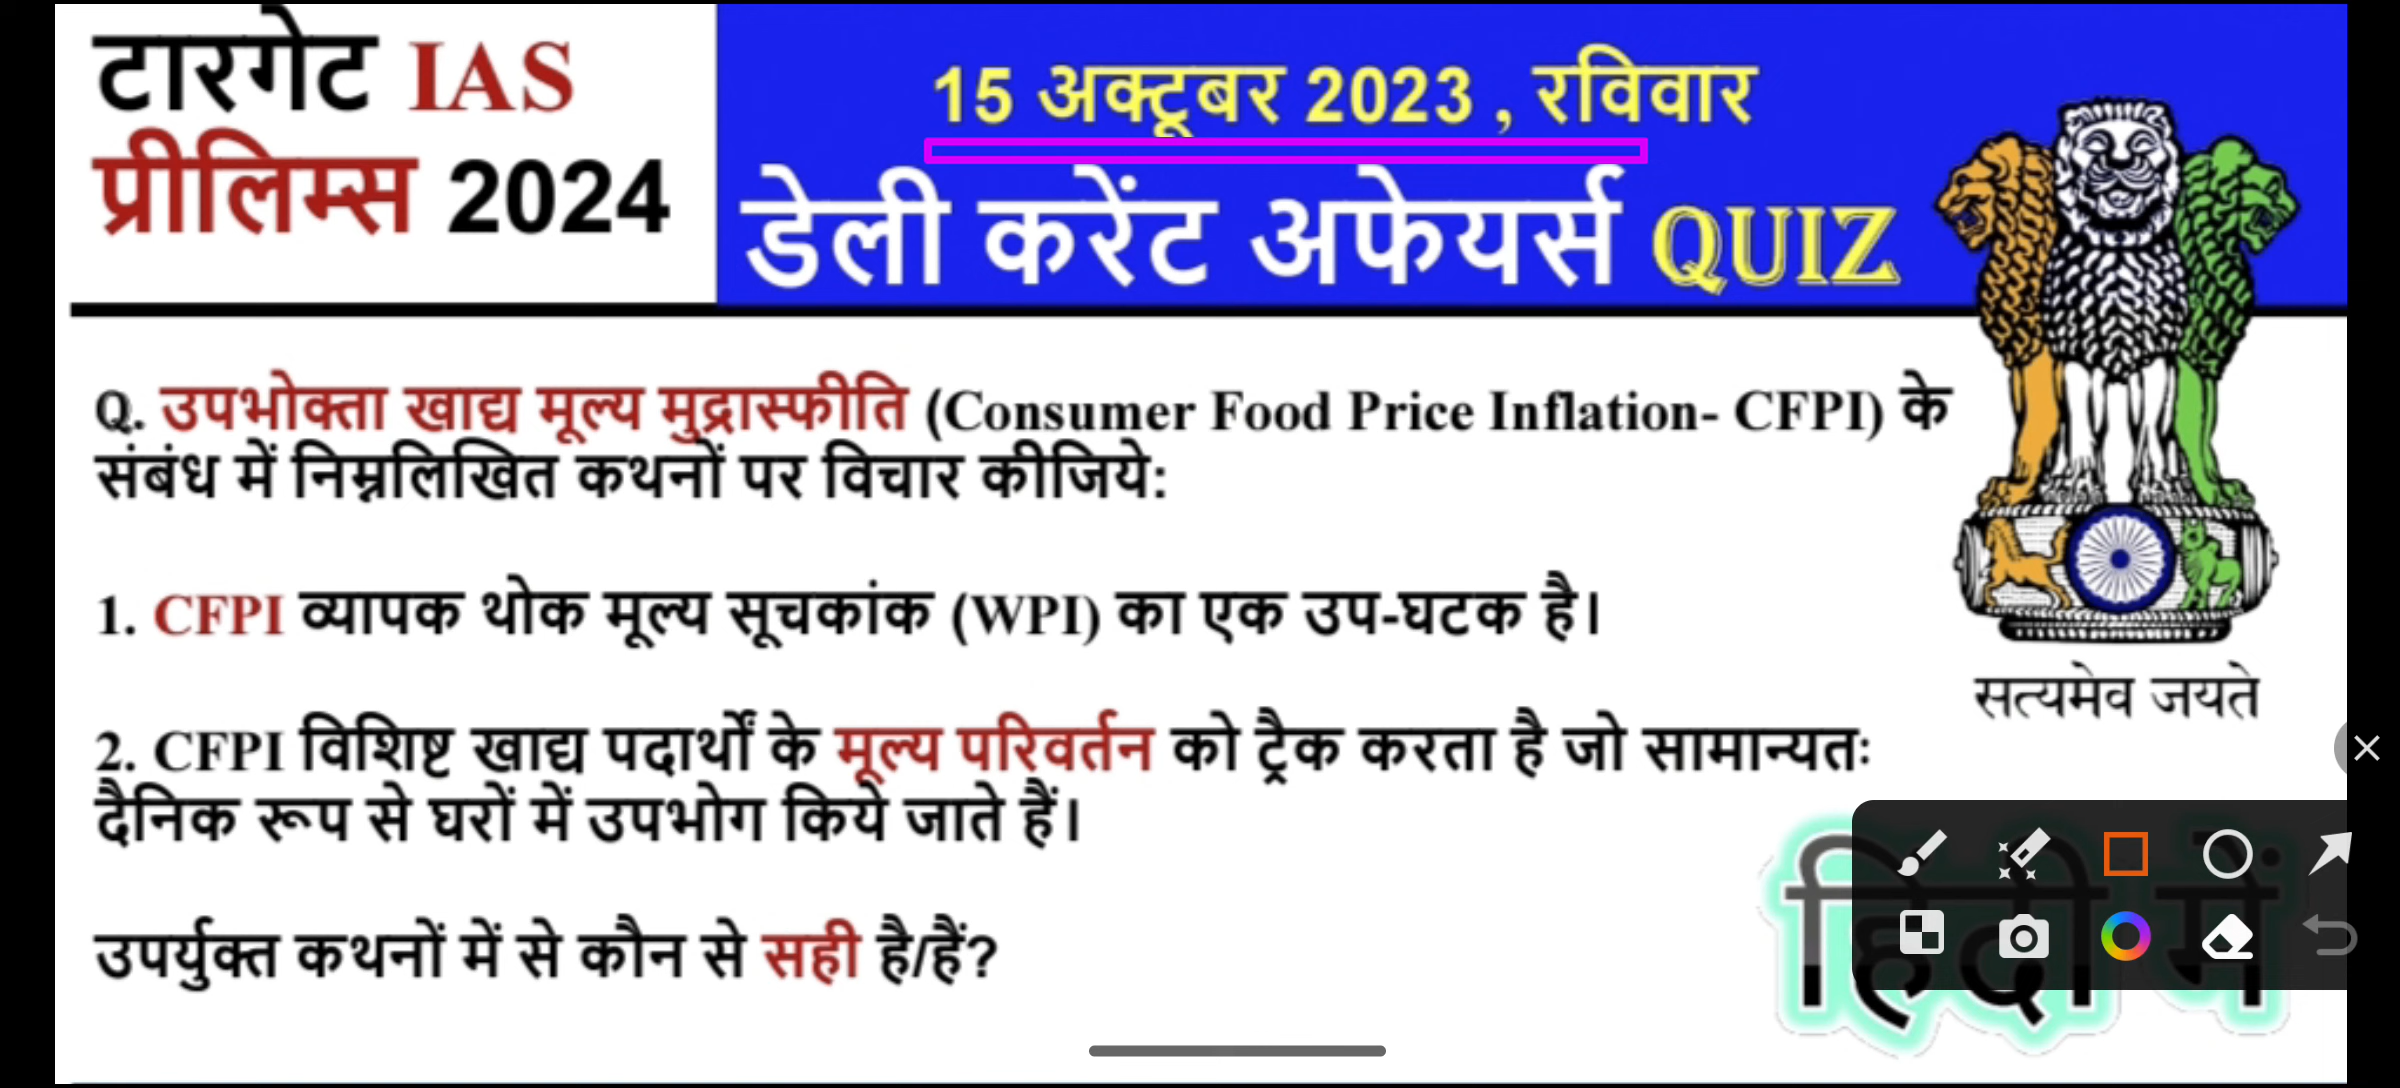 टारगेट IAS
प्रीलिम्स 2024
15 अक्टूबर 2023 , रविवार
डेली करेंट अफेयर्स QUIZ
Q. उपभोक्ता खाद्य मूल्य मुद्रास्फीति (Consumer Food Price Inflation- CFPI) के
संबंध में निम्नलिखित कथनों पर विचार कीजिये:
1. CFPI व्यापक थोक मूल्य सूचकांक (WPI) का एक उप-घटक है।
2. CFPI विशिष्ट खाद्य पदार्थों के मूल्य परिवर्तन को ट्रैक करता है जो सामान्यतः
दैनिक रूप से घरों में उपभोग किये जाते हैं।
उपर्युक्त कथनों में से कौन से सही है/हैं?
सत्यमेव जयते
हिंदी में